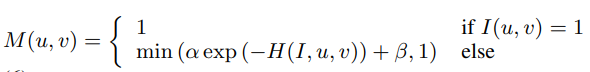 M(u, v) = { 1 if I(u, v) = 1
min (α exp (−H(I, u, v)) + β, 1) else